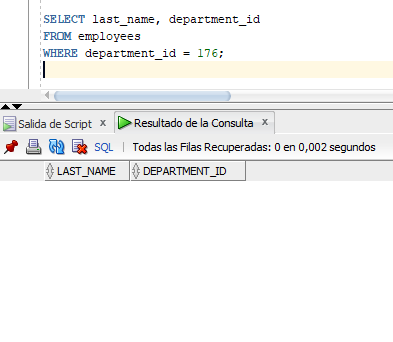 SELECT last_name, department_id
FROM employees
WHERE department_id = 176;
Salida de Script x Resultado de la Consulta x
SQL | Todas las Filas Recuperadas: 0 en 0,002 segundos
LAST_NAME DEPARTMENT_ID